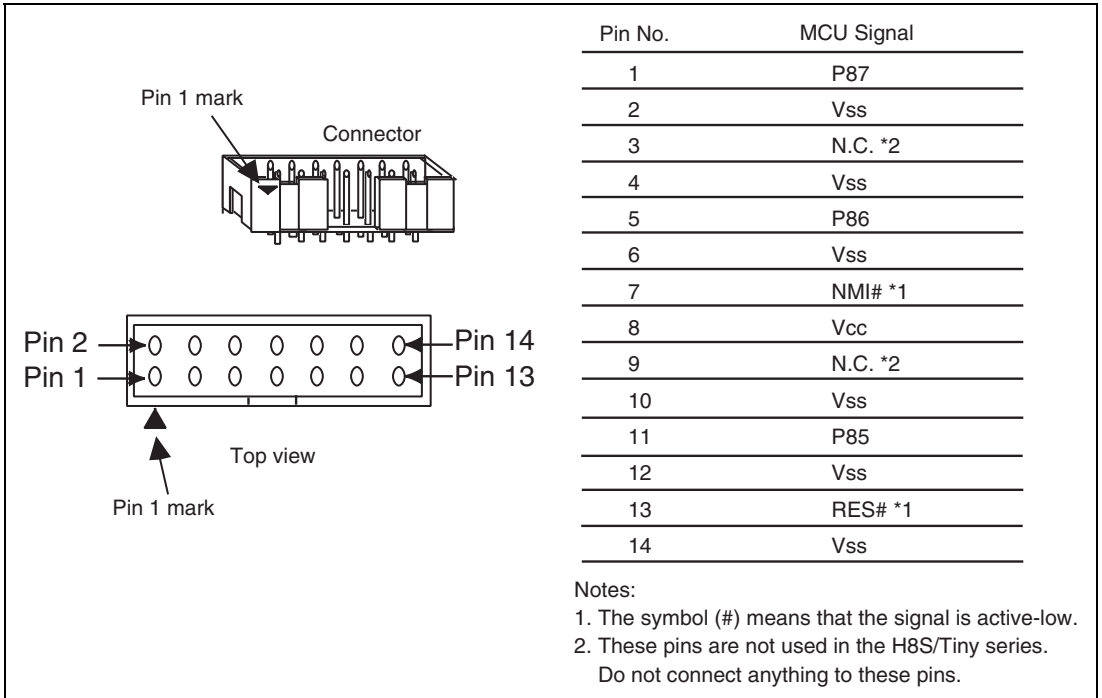 Pin 1 mark
Connector
Pin 2
Pin 14
Pin 1
Pin 13
Top view
Pin 1 mark
Pin No. MCU Signal
1 P87
2 Vss
3 N.C. *2
4 Vss
5 P86
6 Vss
7 NMI# *1
8 Vcc
9 N.C. *2
10 Vss
11 P85
12 Vss
13 RES# *1
14 Vss
Notes:
1. The symbol (#) means that the signal is active-low.
2. These pins are not used in the H8S/Tiny series.
Do not connect anything to these pins.